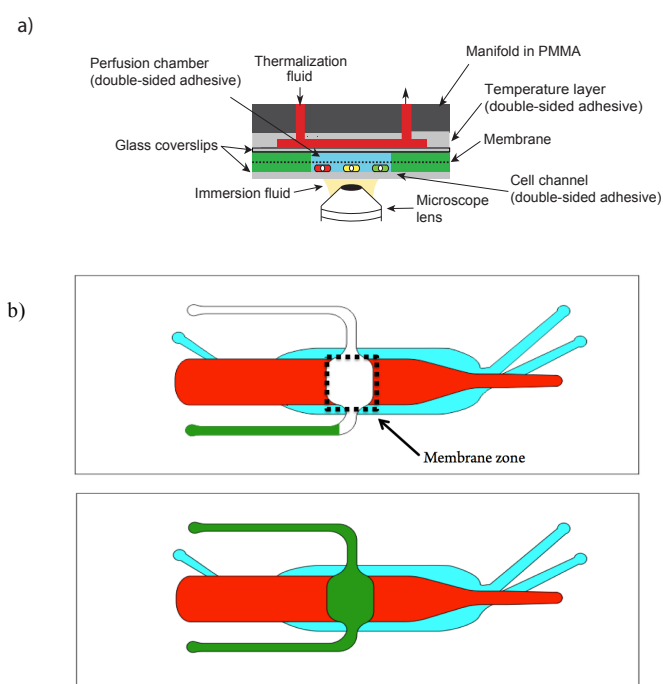 a)
Manifold in PMMA
Perfusion chamber
(double-sided adhesive)
Thermalization
fluid
Temperature layer
(double-sided adhesive)
Glass coverslips
Membrane
Immersion fluid
Cell channel
(double-sided adhesive)
Microscope
lens
b)
Membrane zone